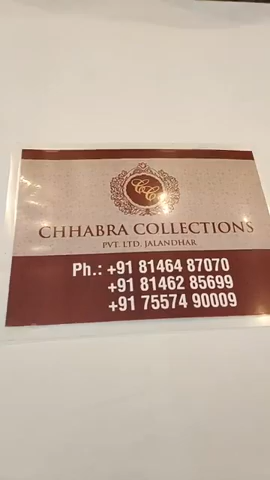 CC
CHHABRA COLLECTIONS
PVT. LTD. JALANDHAR
Ph.: +91 81464 87070
+91 81462 85699
+91 75574 90009